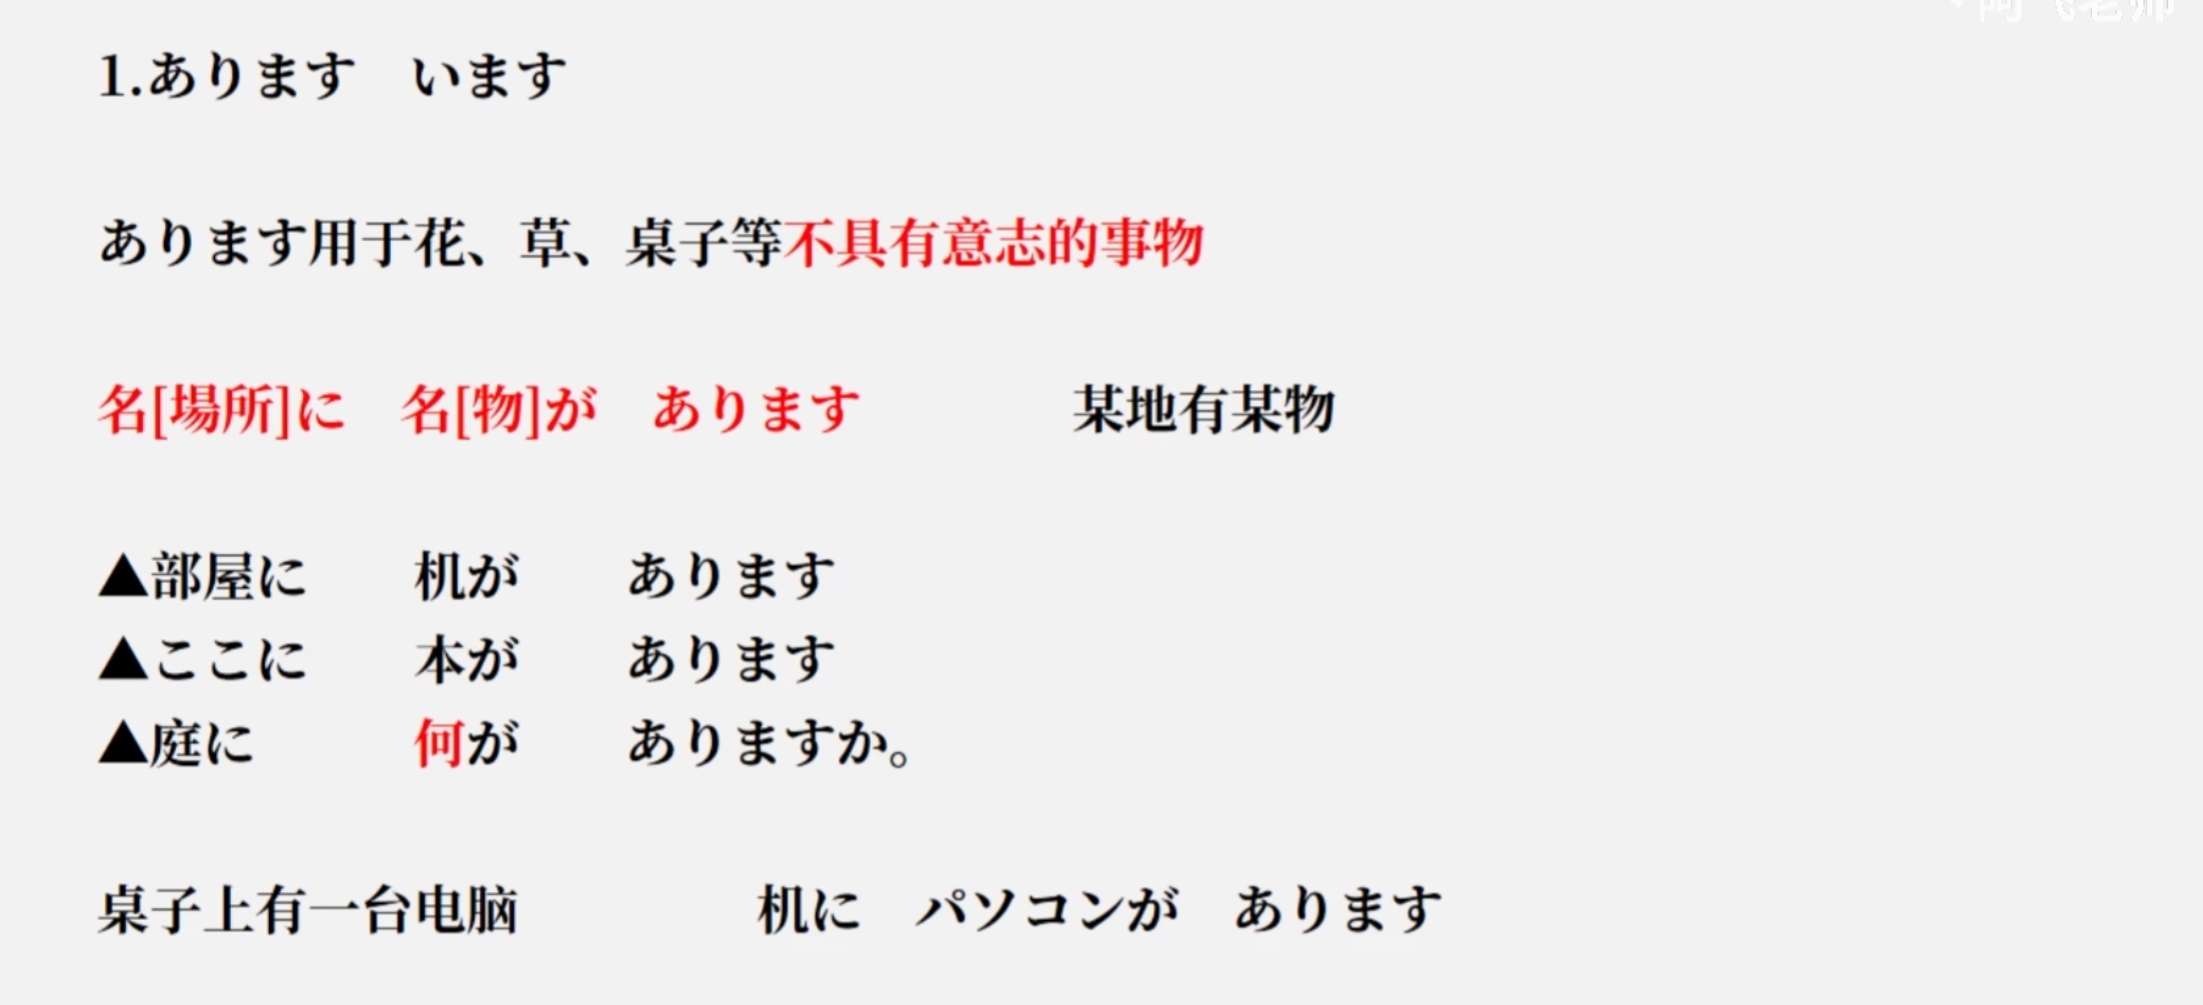 1.あります　います
あります用于花、草、桌子等不具有意志的事物
名[場所]に　名[物]が　あります　　　　某地有某物
▲部屋に　　机が　　あります
▲ここに　　本が　　あります
▲庭に　　　何が　　ありますか。
桌子上有一台电脑　　　　机に　パソコンが　あります